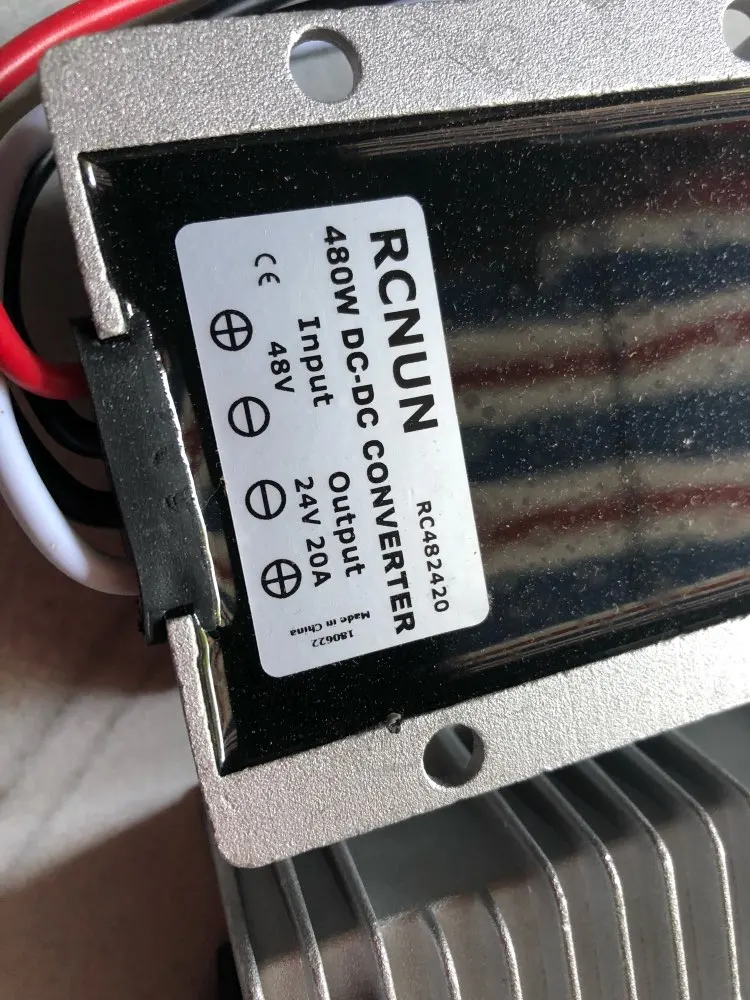 RCNUN RC482420
480W DC-DC CONVERTER
Input Output
48V 24V 20A
CE
⊕ ⊖ ⊖ ⊕
180622
Made in China